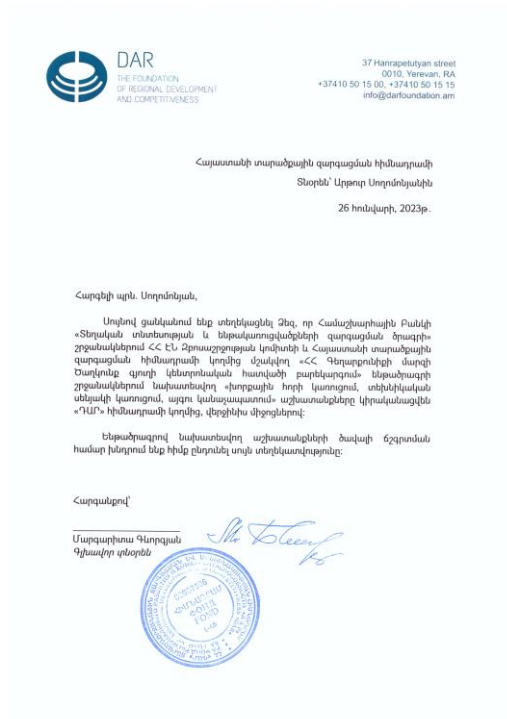 DAR
THE FOUNDATION
OF REGIONAL DEVELOPMENT
AND COMPETITIVENESS
37 Hanrapetutyan street
0010, Yerevan, RA
+37410 50 15 00, +37410 50 15 15
info@darfoundation.am
Հայաստանի տարածքային զարգացման հիմնադրամի
Տնօրեն՝ Արթուր Սողոմոնյանին
26 հունվարի, 2023թ.
Հարգելի պրն. Սողոմոնյան,
Սույնով ցանկանում ենք տեղեկացնել Ձեզ, որ Համաշխարհային Բանկի
«Տեղական տնտեսության և ենթակառուցվածքների զարգացման ծրագրի»
շրջանակներում ՀՀ ԷՆ Զբոսաշրջության կոմիտեի և Հայաստանի տարածքային
զարգացման հիմնադրամի կողմից մշակվող «ՀՀ Գեղարքունիքի մարզի
Ծաղկունք գյուղի կենտրոնական հատվածի բարեկարգում» ենթածրագրի
շրջանակներում նախատեսվող «խորքային հորի կառուցում, տեխնիկական
սենյակի կառուցում, այգու կանաչապատում» աշխատանքները կիրականացվեն
«ԴԱՐ» հիմնադրամի կողմից, վերջինիս միջոցներով:
Ենթածրագրով նախատեսվող աշխատանքների ծավալի ճշգրտման
համար խնդրում ենք հիմք ընդունել սույն տեղեկատվությունը:
Հարգանքով՝
Մարգարիտա Գևորգյան
Գլխավոր տնօրեն
ՀԻՄՆԱԴՐԱՄ
ФОНД
FOND